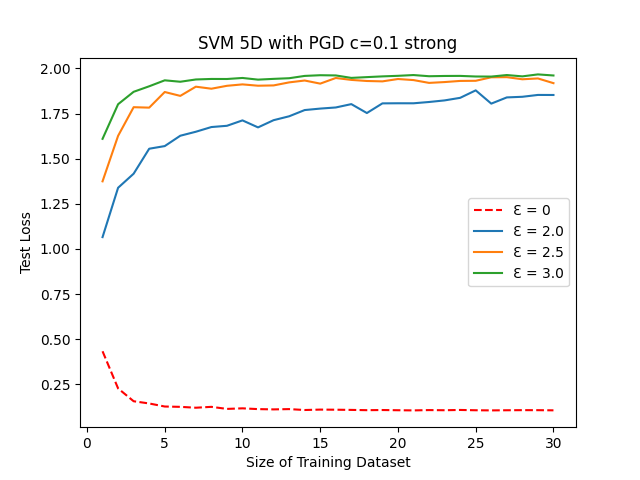 SVM 5D with PGD c=0.1 strong
Test Loss
2.00
1.75
1.50
1.25
1.00
0.75
0.50
0.25
Ɛ = 0
Ɛ = 2.0
Ɛ = 2.5
Ɛ = 3.0
0
5
10
15
20
25
30
Size of Training Dataset